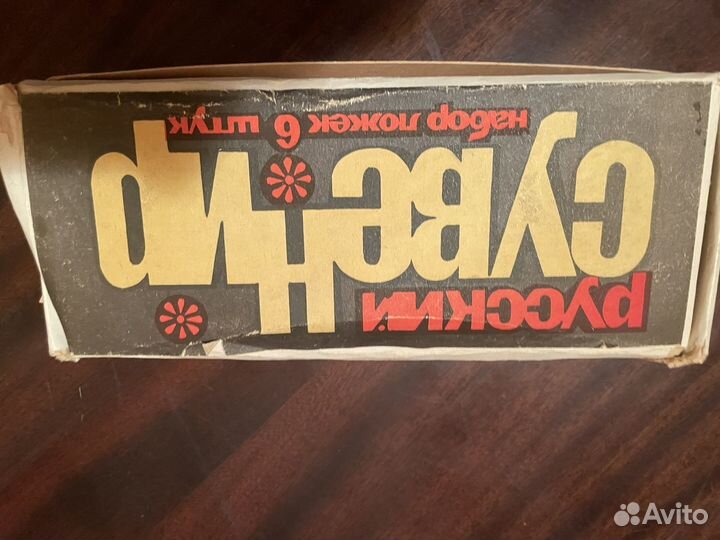 русский
сувенир
набор ложек 6 штук
Avito